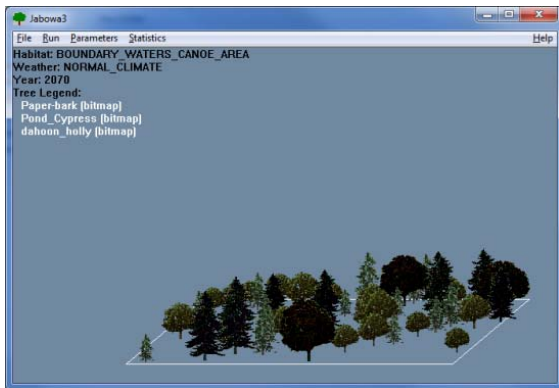 Jabowa3
File Run Parameters Statistics Help
Habitat: BOUNDARY_WATERS_CANOE_AREA
Weather: NORMAL_CLIMATE
Year: 2070
Tree Legend:
Paper-bark (bitmap)
Pond_Cypress (bitmap)
dahoon_holly (bitmap)